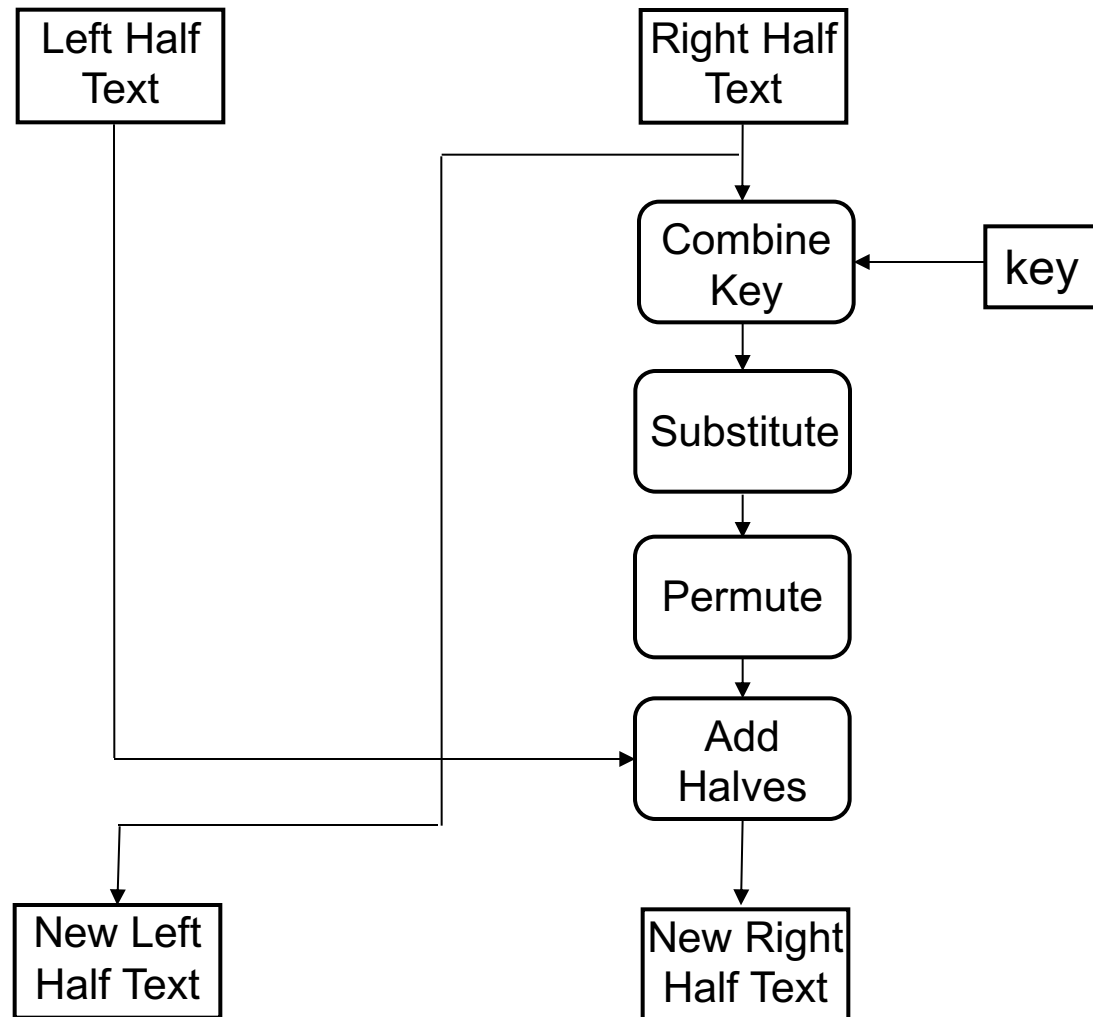 Left Half
Text
Right Half
Text
Combine
Key
key
Substitute
Permute
Add
Halves
New Left
Half Text
New Right
Half Text